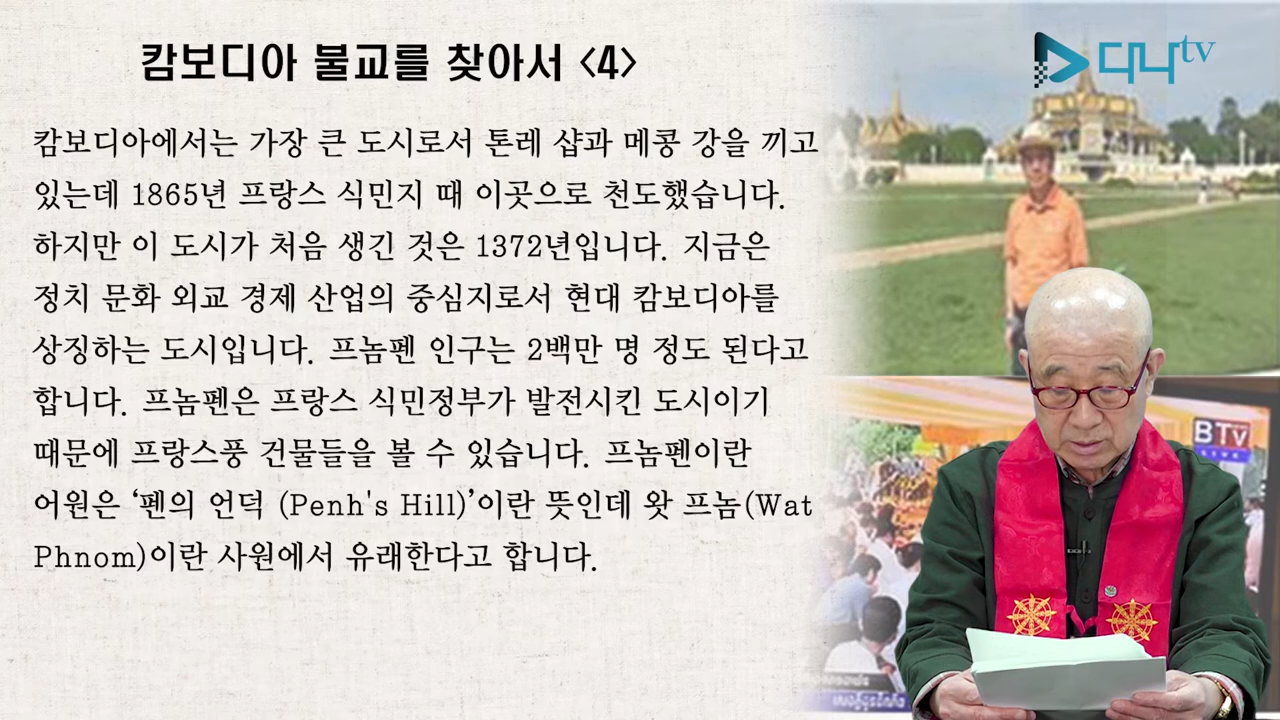 캄보디아 불교를 찾아서 <4>
캄보디아에서는 가장 큰 도시로서 톤레 샵과 메콩 강을 끼고
있는데 1865년 프랑스 식민지 때 이곳으로 천도했습니다.
하지만 이 도시가 처음 생긴 것은 1372년입니다. 지금은
정치 문화 외교 경제 산업의 중심지로서 현대 캄보디아를
상징하는 도시입니다. 프놈펜 인구는 2백만 명 정도 된다고
합니다. 프놈펜은 프랑스 식민정부가 발전시킨 도시이기
때문에 프랑스풍 건물들을 볼 수 있습니다. 프놈펜이란
어원은 ‘펜의 언덕 (Penh's Hill)’이란 뜻인데 왓 프놈(Wat
Phnom)이란 사원에서 유래한다고 합니다.
tv
BTV
LIVE